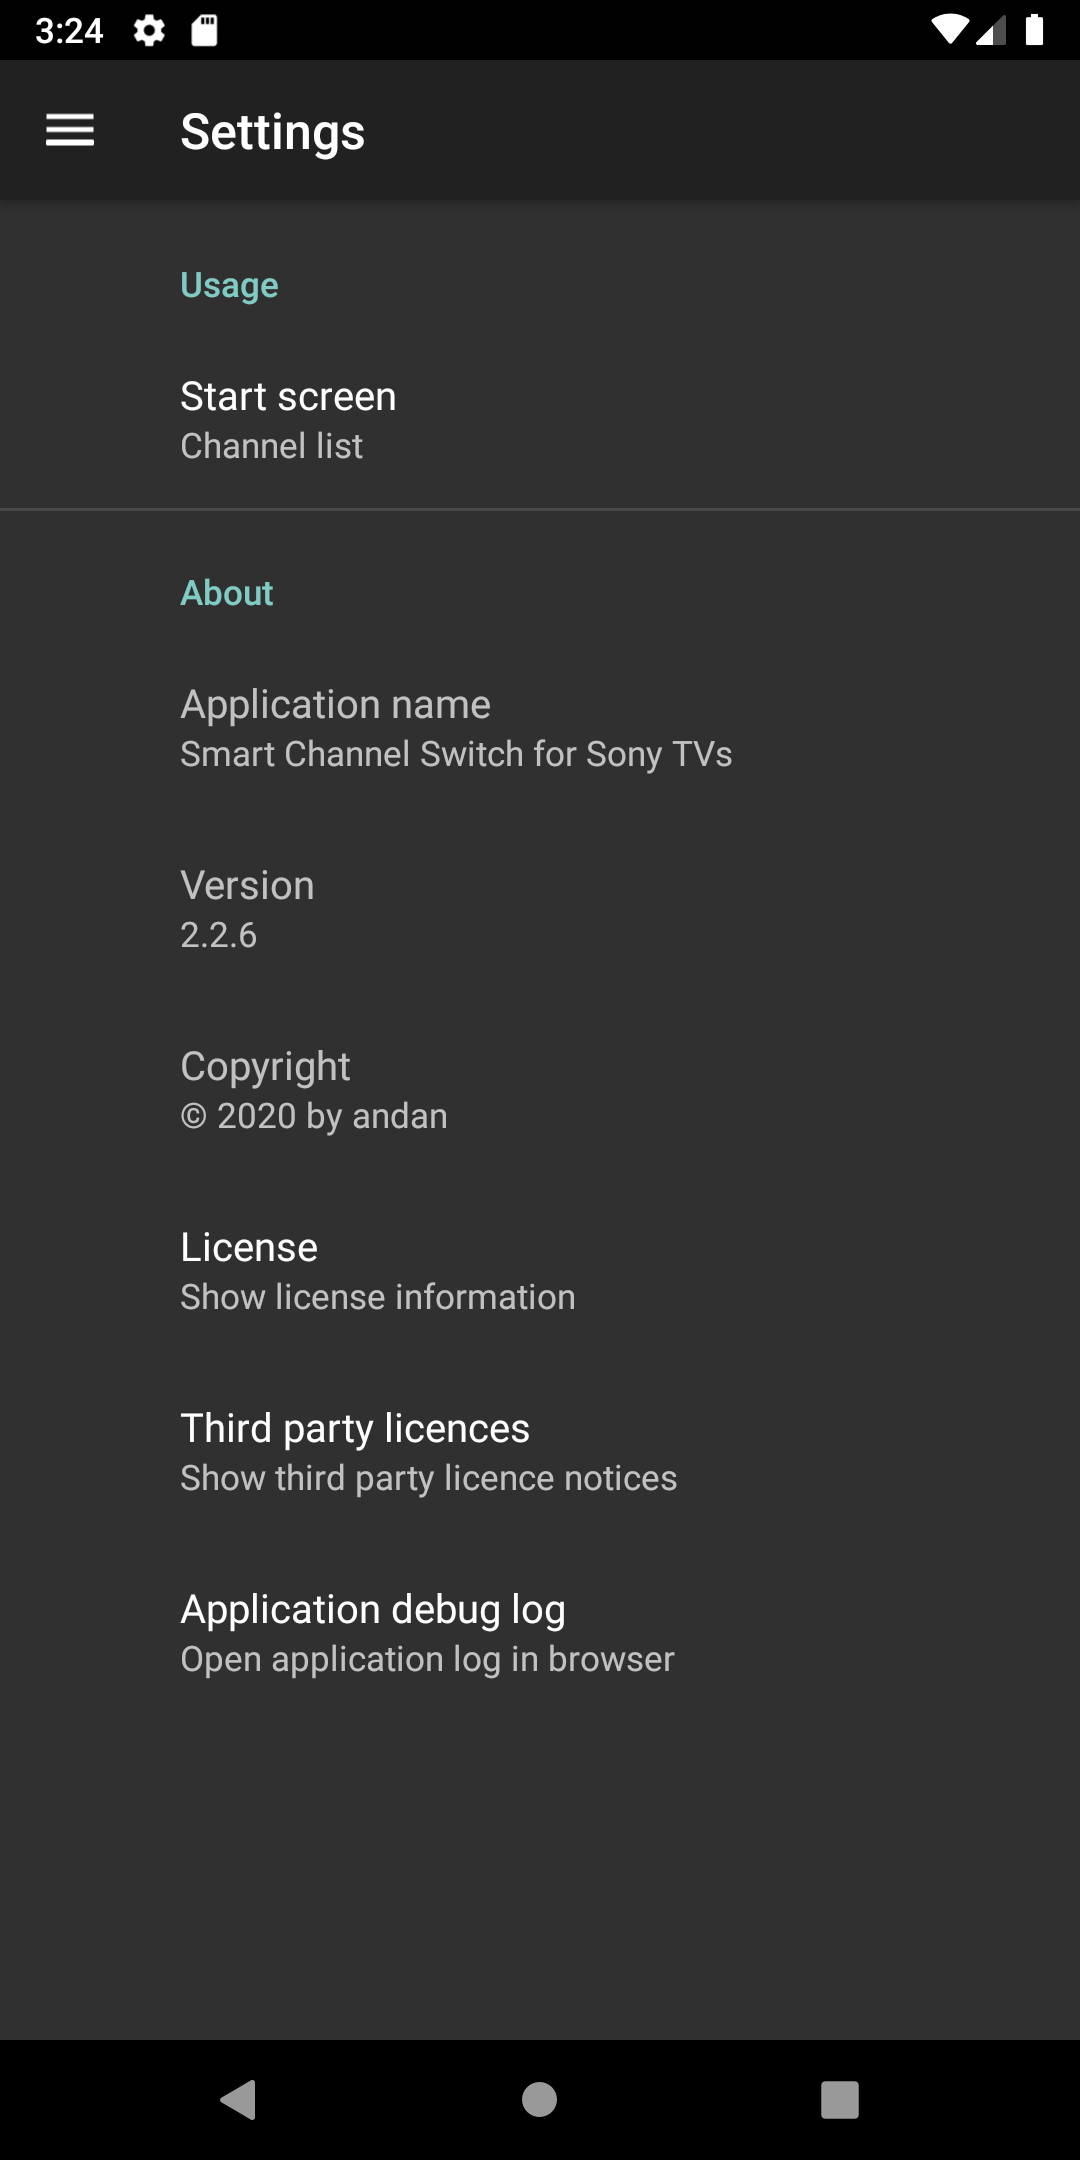 3:24
Settings
Usage
Start screen
Channel list
About
Application name
Smart Channel Switch for Sony TVs
Version
2.2.6
Copyright
© 2020 by andan
License
Show license information
Third party licences
Show third party licence notices
Application debug log
Open application log in browser